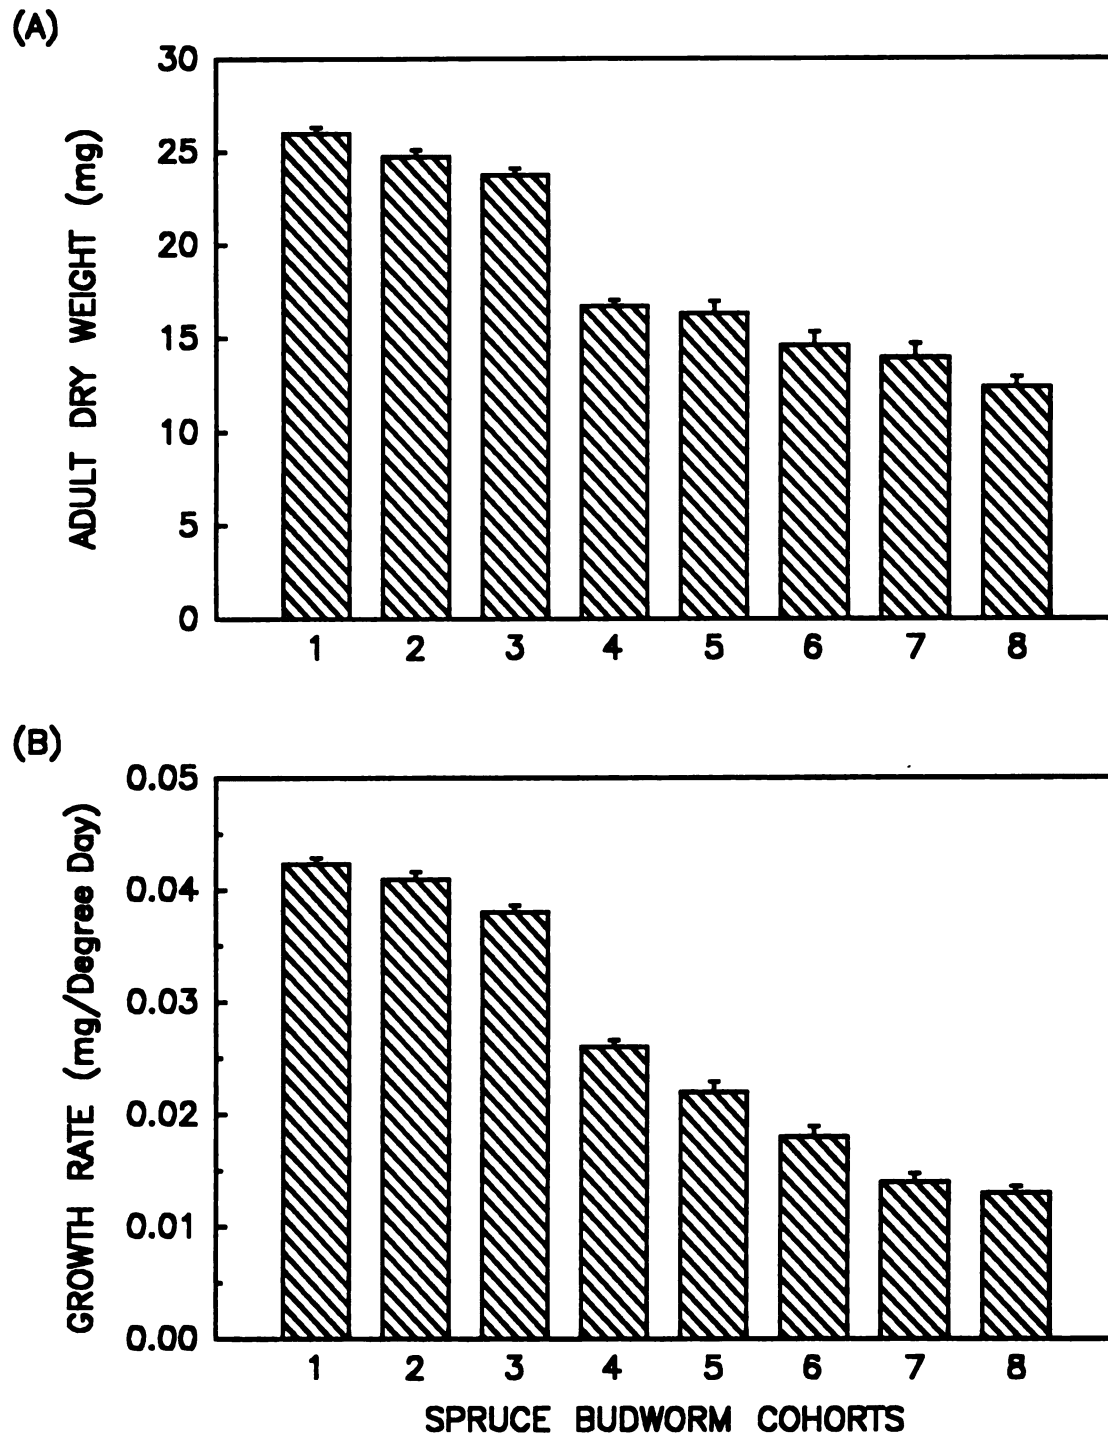 (A)
ADULT DRY WEIGHT (mg)
30
25
20
15
10
5
0
1 2 3 4 5 6 7 8
(B)
GROWTH RATE (mg/Degree Day)
0.05
0.04
0.03
0.02
0.01
0.00
1 2 3 4 5 6 7 8
SPRUCE BUDWORM COHORTS